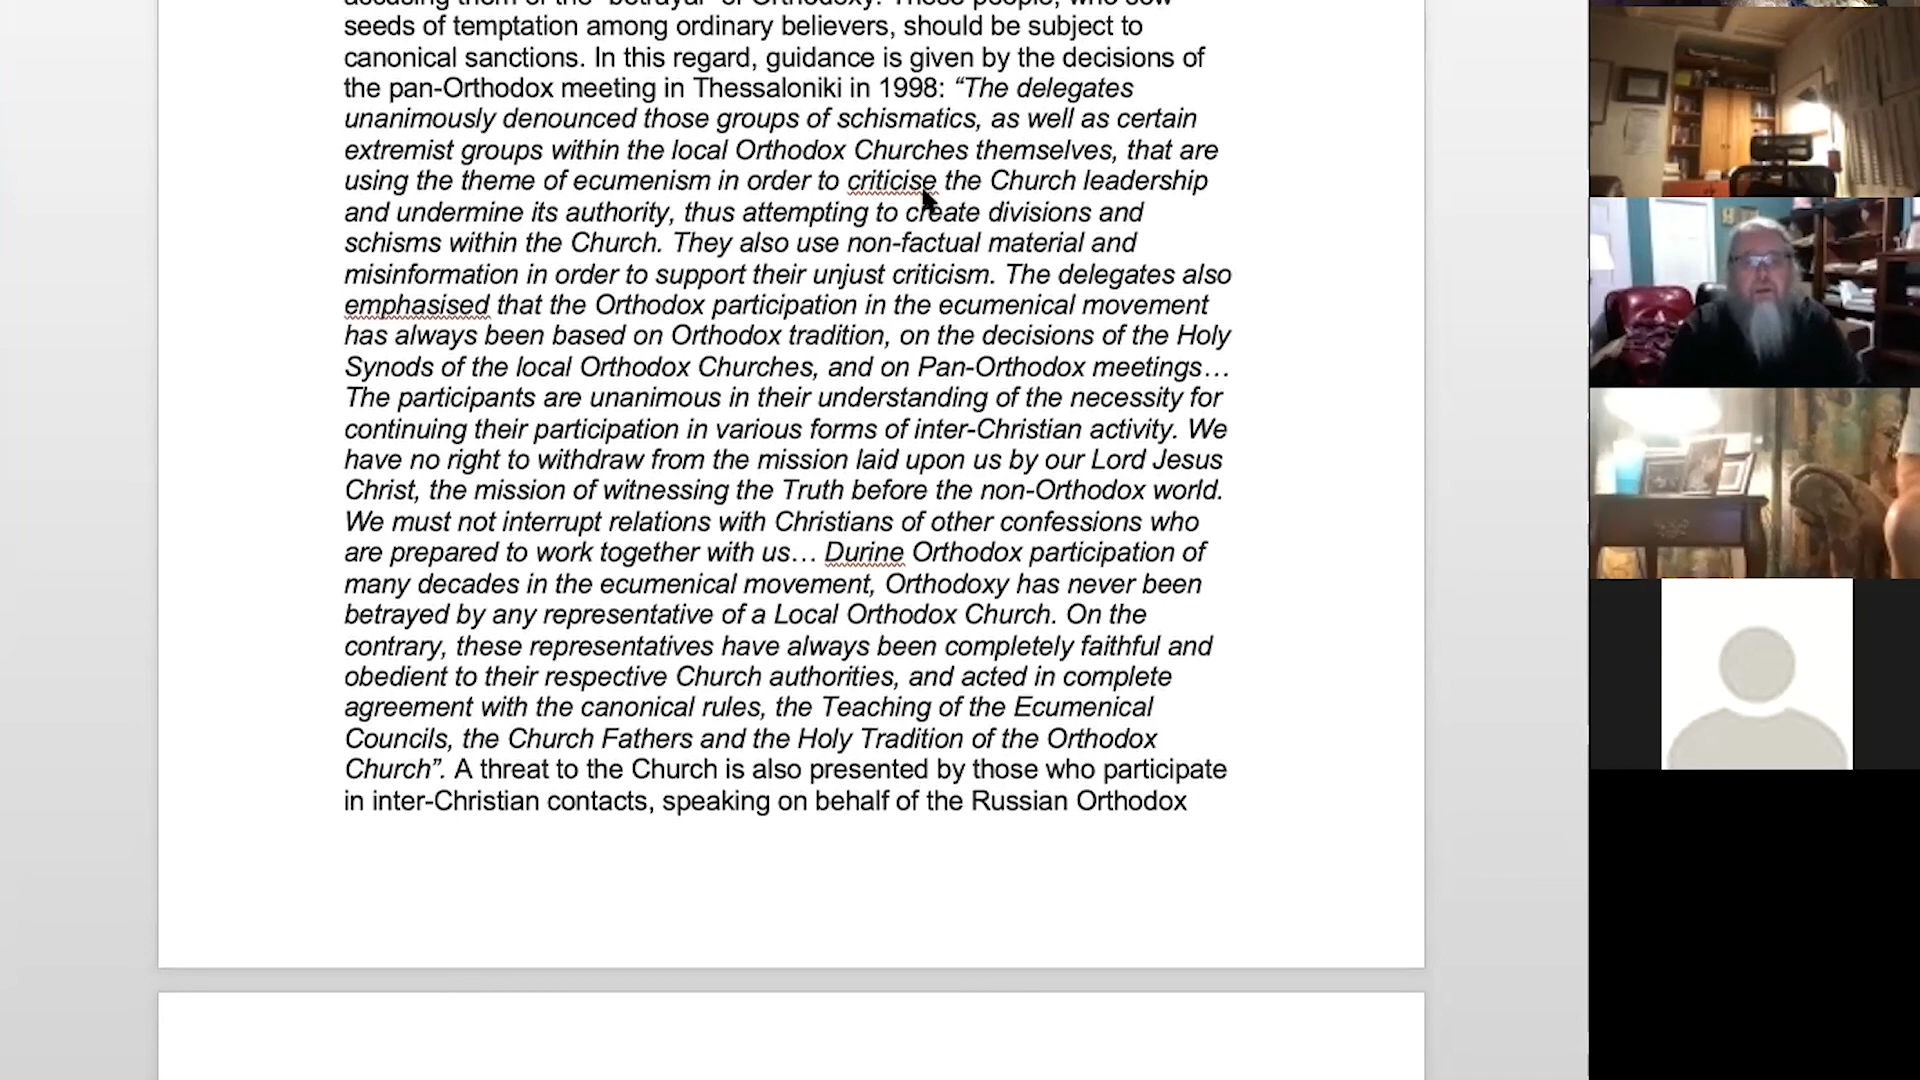 accusing them of the “betrayal” of Orthodoxy. These people, who sow
seeds of temptation among ordinary believers, should be subject to
canonical sanctions. In this regard, guidance is given by the decisions of
the pan-Orthodox meeting in Thessaloniki in 1998: “The delegates
unanimously denounced those groups of schismatics, as well as certain
extremist groups within the local Orthodox Churches themselves, that are
using the theme of ecumenism in order to criticise the Church leadership
and undermine its authority, thus attempting to create divisions and
schisms within the Church. They also use non-factual material and
misinformation in order to support their unjust criticism. The delegates also
emphasised that the Orthodox participation in the ecumenical movement
has always been based on Orthodox tradition, on the decisions of the Holy
Synods of the local Orthodox Churches, and on Pan-Orthodox meetings…
The participants are unanimous in their understanding of the necessity for
continuing their participation in various forms of inter-Christian activity. We
have no right to withdraw from the mission laid upon us by our Lord Jesus
Christ, the mission of witnessing the Truth before the non-Orthodox world.
We must not interrupt relations with Christians of other confessions who
are prepared to work together with us… Durine Orthodox participation of
many decades in the ecumenical movement, Orthodoxy has never been
betrayed by any representative of a Local Orthodox Church. On the
contrary, these representatives have always been completely faithful and
obedient to their respective Church authorities, and acted in complete
agreement with the canonical rules, the Teaching of the Ecumenical
Councils, the Church Fathers and the Holy Tradition of the Orthodox
Church”. A threat to the Church is also presented by those who participate
in inter-Christian contacts, speaking on behalf of the Russian Orthodox